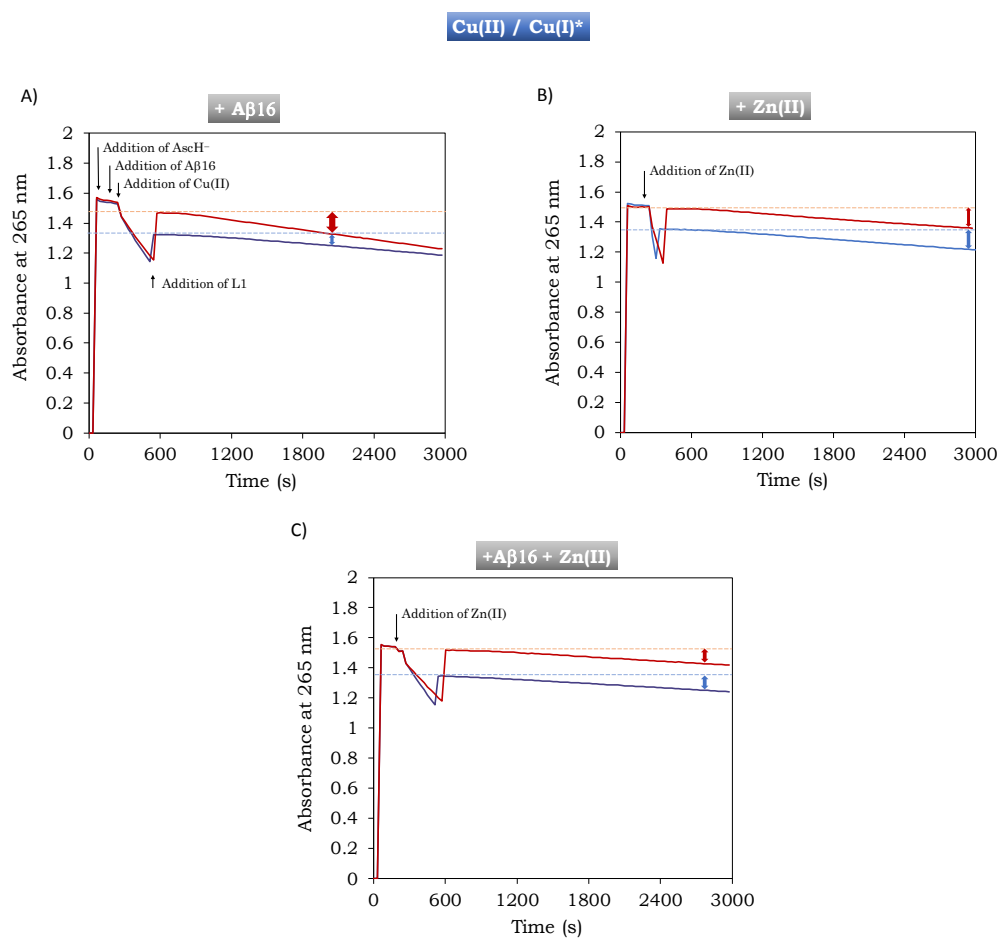 Cu(II) / Cu(I)*
A)
+ Aβ16
Absorbance at 265 nm
2
1.8
1.6
1.4
1.2
1
0.8
0.6
0.4
0.2
0
Addition of AscH⁻
Addition of Aβ16
Addition of Cu(II)
Addition of L1
0 600 1200 1800 2400 3000
Time (s)
B)
+ Zn(II)
Absorbance at 265 nm
2
1.8
1.6
1.4
1.2
1
0.8
0.6
0.4
0.2
0
Addition of Zn(II)
0 600 1200 1800 2400 3000
Time (s)
C)
+Aβ16 + Zn(II)
Absorbance at 265 nm
2
1.8
1.6
1.4
1.2
1
0.8
0.6
0.4
0.2
0
Addition of Zn(II)
0 600 1200 1800 2400 3000
Time (s)